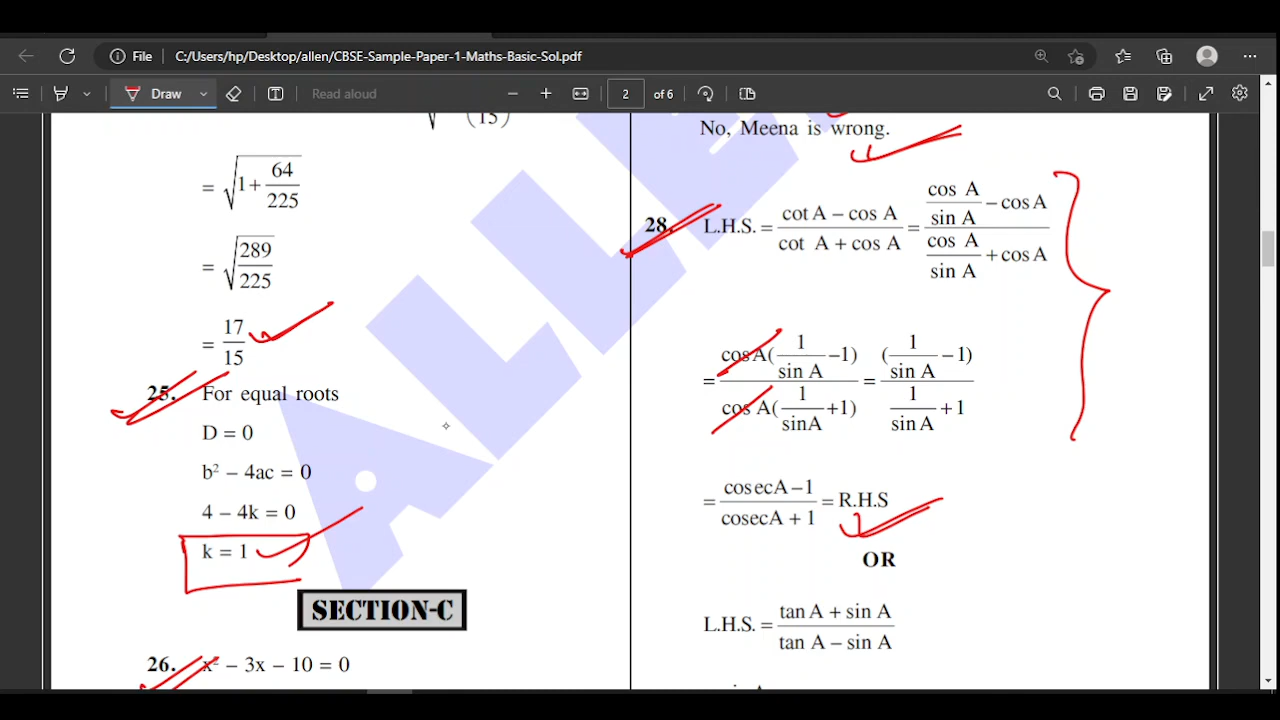 File C:/Users/hp/Desktop/allen/CBSE-Sample-Paper-1-Maths-Basic-Sol.pdf
Draw Read aloud 2 of 6
√ (15)
= √(1 + 64/225)
= √(289/225)
= 17/15
25. For equal roots
D = 0
b² – 4ac = 0
4 – 4k = 0
k = 1
SECTION-C
26. x² – 3x – 10 = 0
No, Meena is wrong.
28. L.H.S. = (cot A – cos A)/(cot A + cos A) = (cos A/sin A – cos A)/(cos A/sin A + cos A)
= cos A(1/sin A – 1)/cos A(1/sin A + 1) = (1/sin A – 1)/(1/sin A + 1)
= (cosecA – 1)/(cosecA + 1) = R.H.S
OR
L.H.S. = (tan A + sin A)/(tan A – sin A)
ALLE